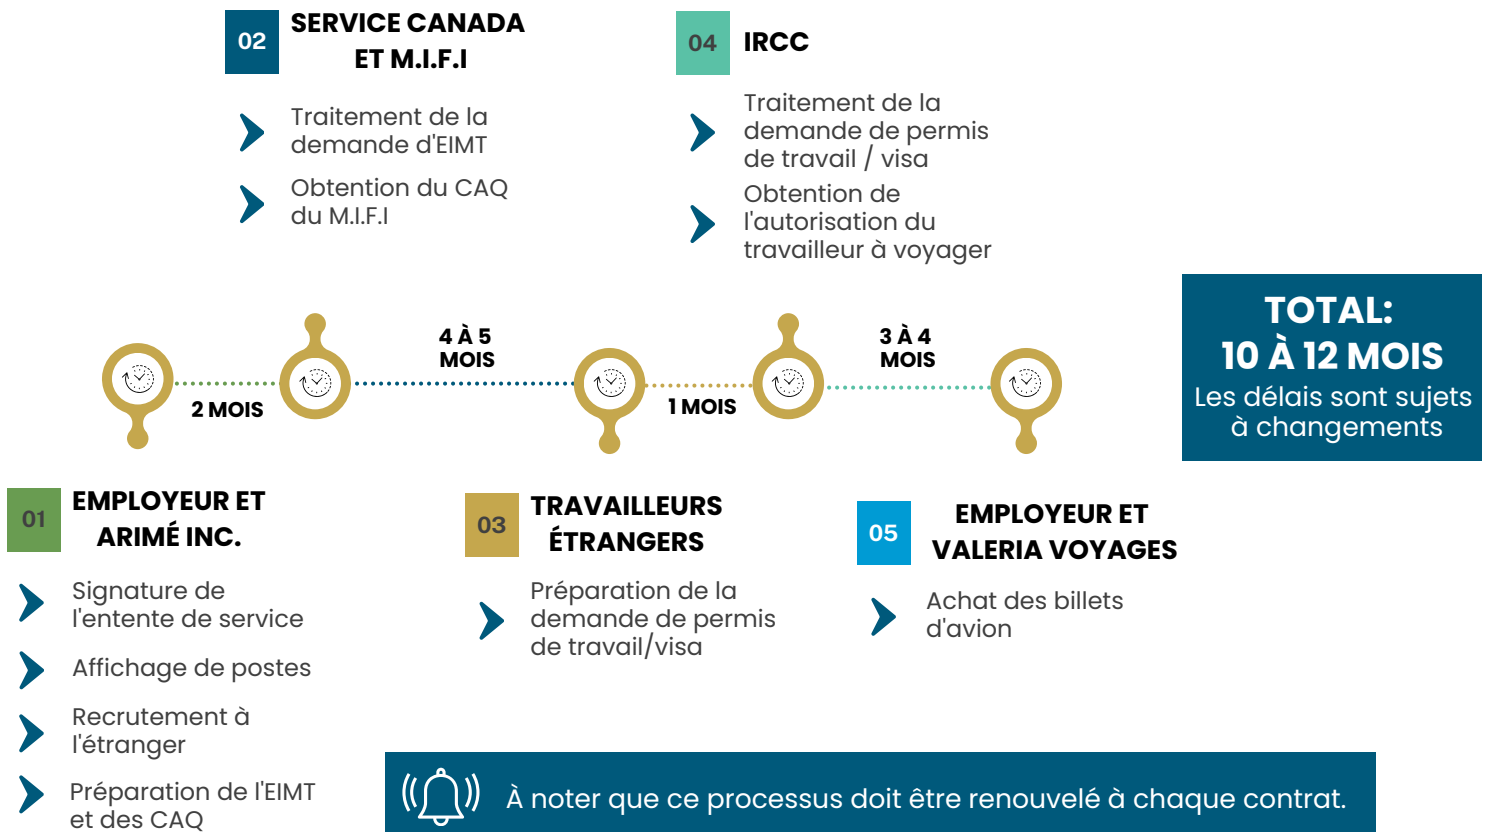 02
SERVICE CANADA
ET M.I.F.I
Traitement de la
demande d'EIMT
Obtention du CAQ
du M.I.F.I
04
IRCC
Traitement de la
demande de permis
de travail / visa
Obtention de
l'autorisation du
travailleur à voyager
2 MOIS
4 À 5
MOIS
1 MOIS
3 À 4
MOIS
TOTAL:
10 À 12 MOIS
Les délais sont sujets
à changements
01
EMPLOYEUR ET
ARIMÉ INC.
Signature de
l'entente de service
Affichage de postes
Recrutement à
l'étranger
Préparation de l'EIMT
et des CAQ
03
TRAVAILLEURS
ÉTRANGERS
Préparation de la
demande de permis
de travail/visa
05
EMPLOYEUR ET
VALERIA VOYAGES
Achat des billets
d'avion
À noter que ce processus doit être renouvelé à chaque contrat.